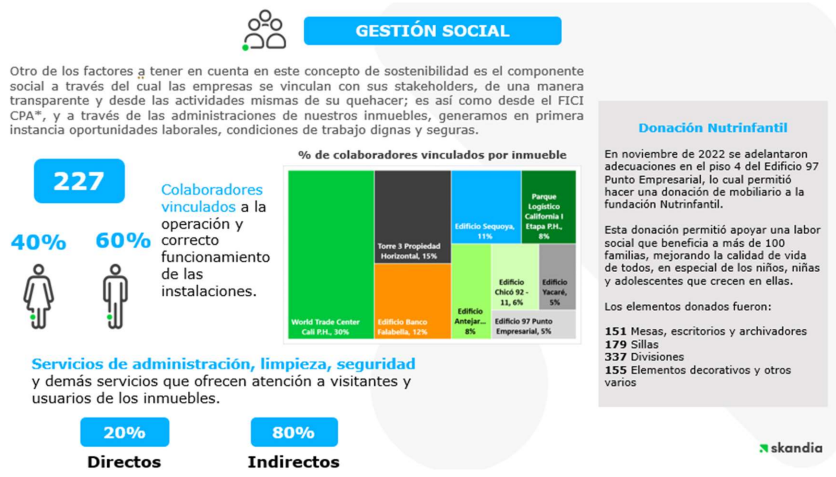 GESTIÓN SOCIAL
Otro de los factores a tener en cuenta en este concepto de sostenibilidad es el componente
social a través del cual las empresas se vinculan con sus stakeholders, de una manera
transparente y desde las actividades mismas de su quehacer; es así como desde el FICI
CPA*, y a través de las administraciones de nuestros inmuebles, generamos en primera
instancia oportunidades laborales, condiciones de trabajo dignas y seguras.
227
Colaboradores
vinculados a la
operación y
correcto
funcionamiento
de las
instalaciones.
40%
60%
% de colaboradores vinculados por inmueble
World Trade Center
Cali P.H., 30%
Torre 3 Propiedad
Horizontal, 15%
Edificio Banco
Falabella, 12%
Edificio Sequoya,
11%
Parque
Logístico
California I
Etapa P.H.,
8%
Edificio
Antejar...
8%
Edificio
Chicó 92 -
11, 6%
Edificio
Yacaré,
5%
Edificio 97 Punto
Empresarial, 5%
Servicios de administración, limpieza, seguridad
y demás servicios que ofrecen atención a visitantes y
usuarios de los inmuebles.
20%
Directos
80%
Indirectos
Donación Nutrinfantil
En noviembre de 2022 se adelantaron
adecuaciones en el piso 4 del Edificio 97
Punto Empresarial, lo cual permitió
hacer una donación de mobiliario a la
fundación Nutrinfantil.
Esta donación permitió apoyar una labor
social que beneficia a más de 100
familias, mejorando la calidad de vida
de todos, en especial de los niños, niñas
y adolescentes que crecen en ellas.
Los elementos donados fueron:
151 Mesas, escritorios y archivadores
179 Sillas
337 Divisiones
155 Elementos decorativos y otros
varios
skandia